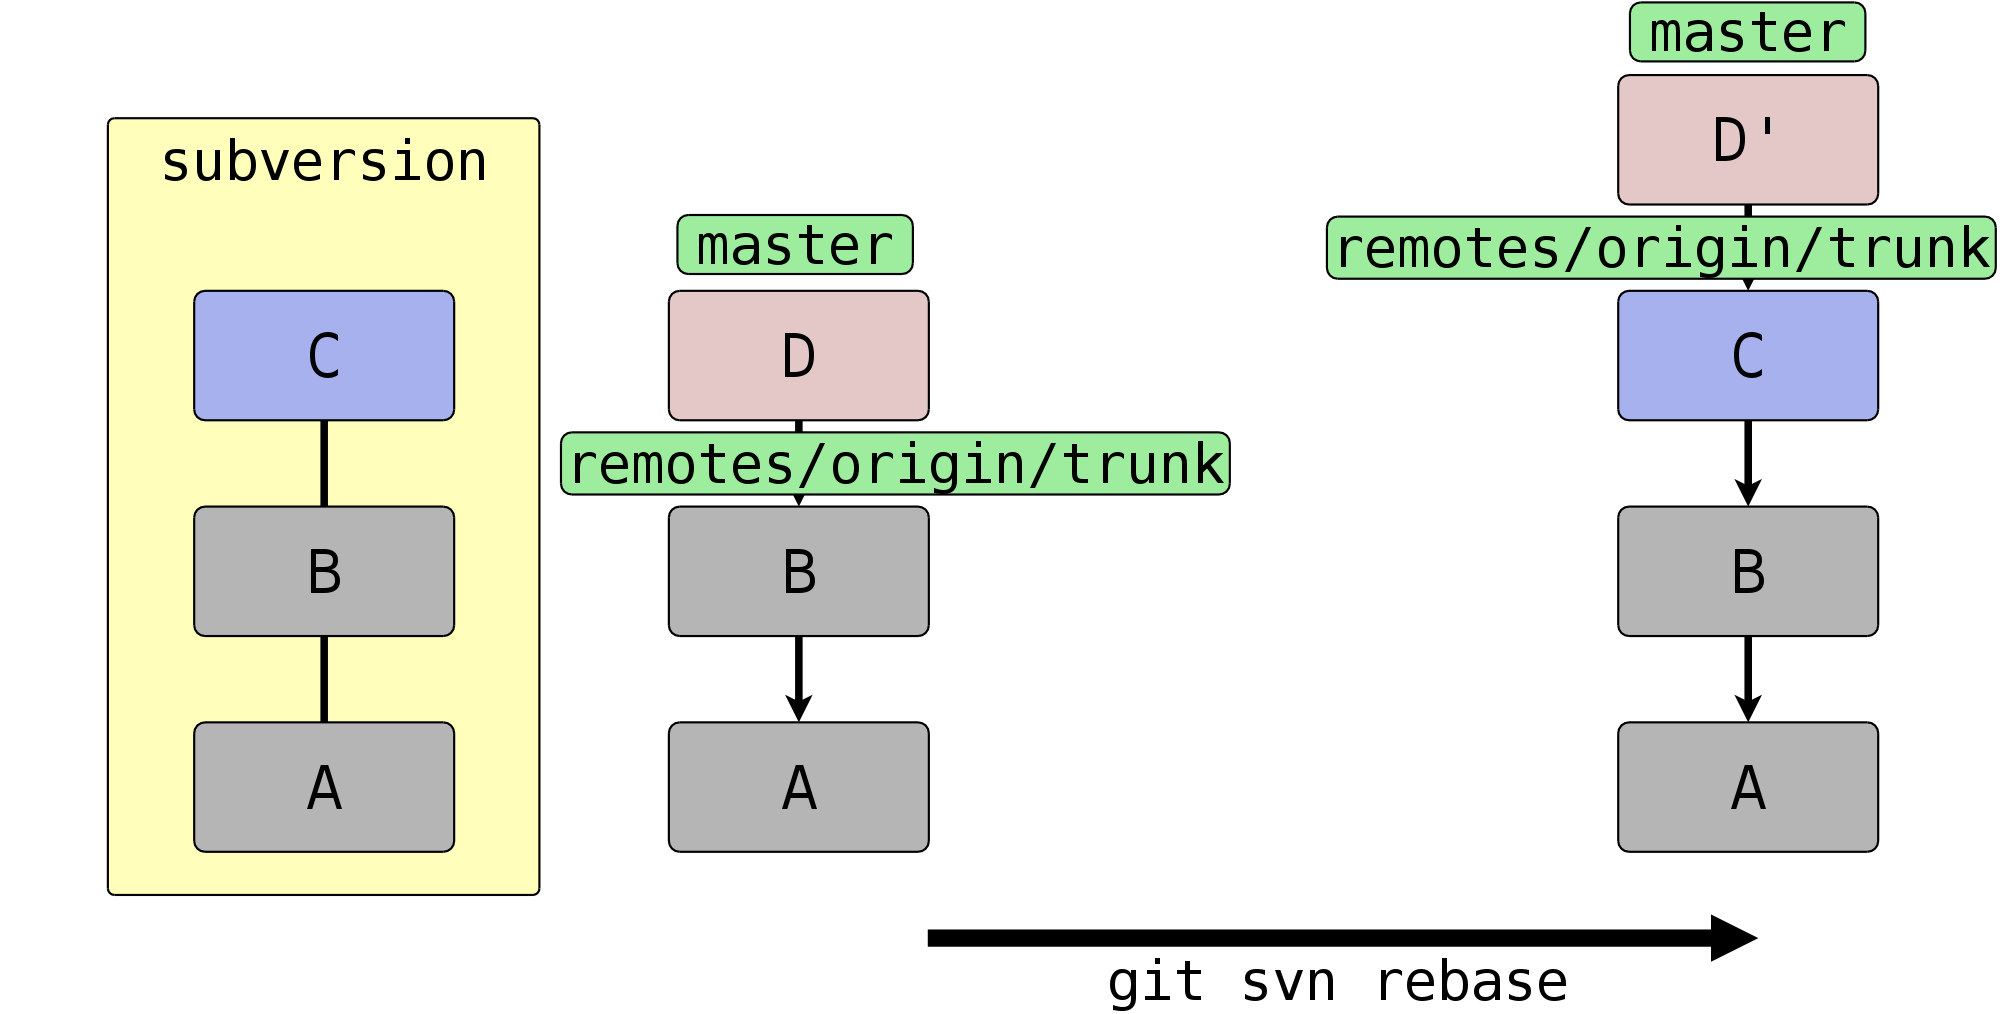 subversion
C
B
A
master
D
remotes/origin/trunk
B
A
master
D'
remotes/origin/trunk
C
B
A
git svn rebase